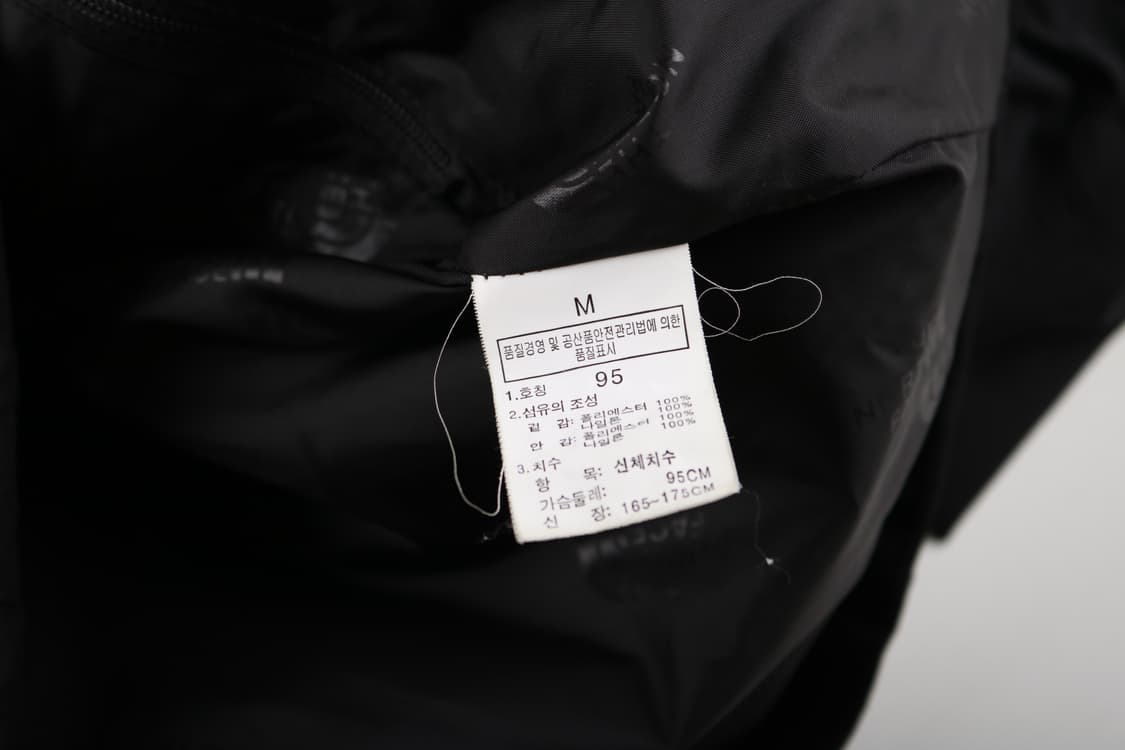 M
품질경영 및 공산품안전관리법에 의한
품질표시
1.호칭 95
2.섬유의 조성
겉 감: 폴리에스터 100%
나일론 100%
안 감: 폴리에스터 100%
나일론 100%
3.치수
항 목: 신체치수
가슴둘레: 95CM
신 장: 165~175CM